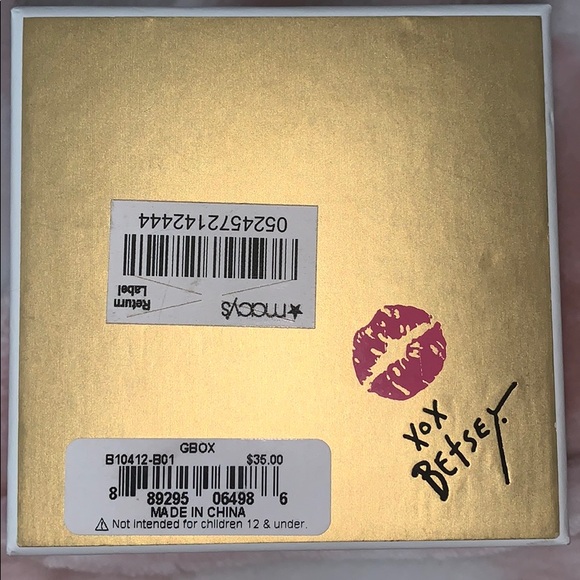 0524572142444
Return
Label
★macy's
XOX
BETSEY.
GBOX
B10412-B01 $35.00
8 89295 06498 6
MADE IN CHINA
⚠ Not intended for children 12 & under.